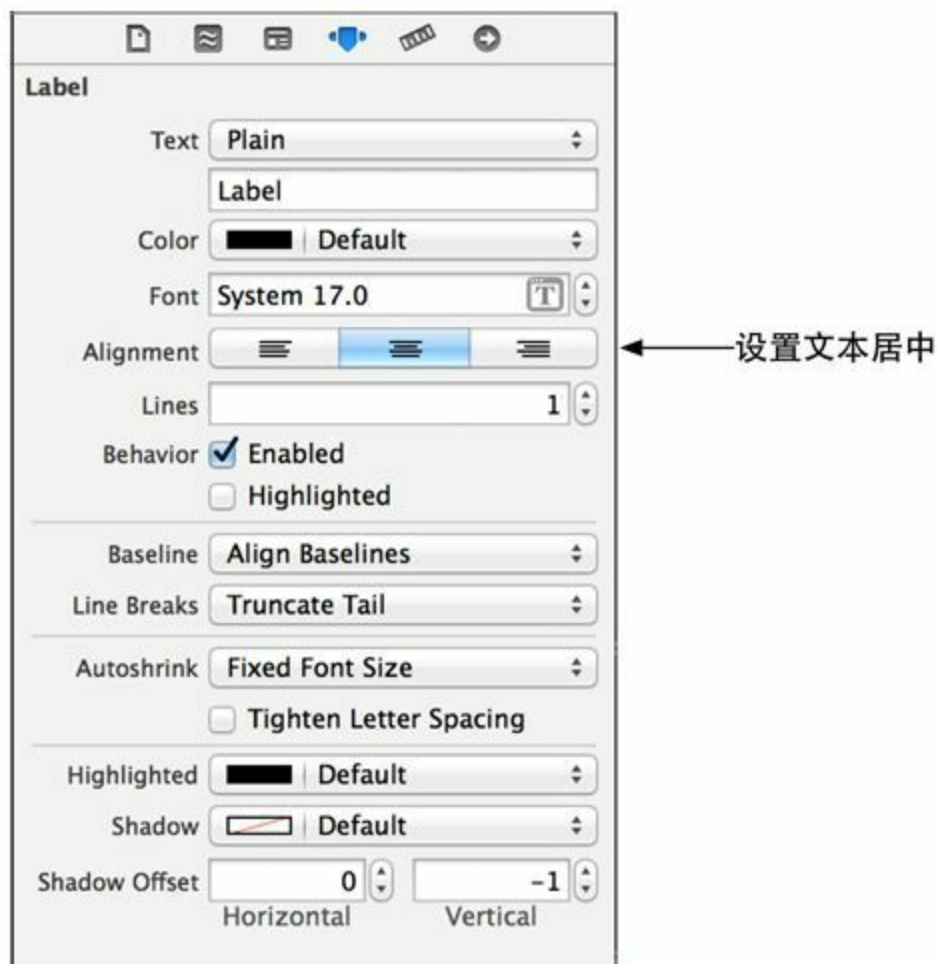 Label
Text Plain
Label
Color Default
Font System 17.0 T
Alignment 设置文本居中
Lines 1
Behavior Enabled
Highlighted
Baseline Align Baselines
Line Breaks Truncate Tail
Autoshrink Fixed Font Size
Tighten Letter Spacing
Highlighted Default
Shadow Default
Shadow Offset 0 -1
Horizontal Vertical